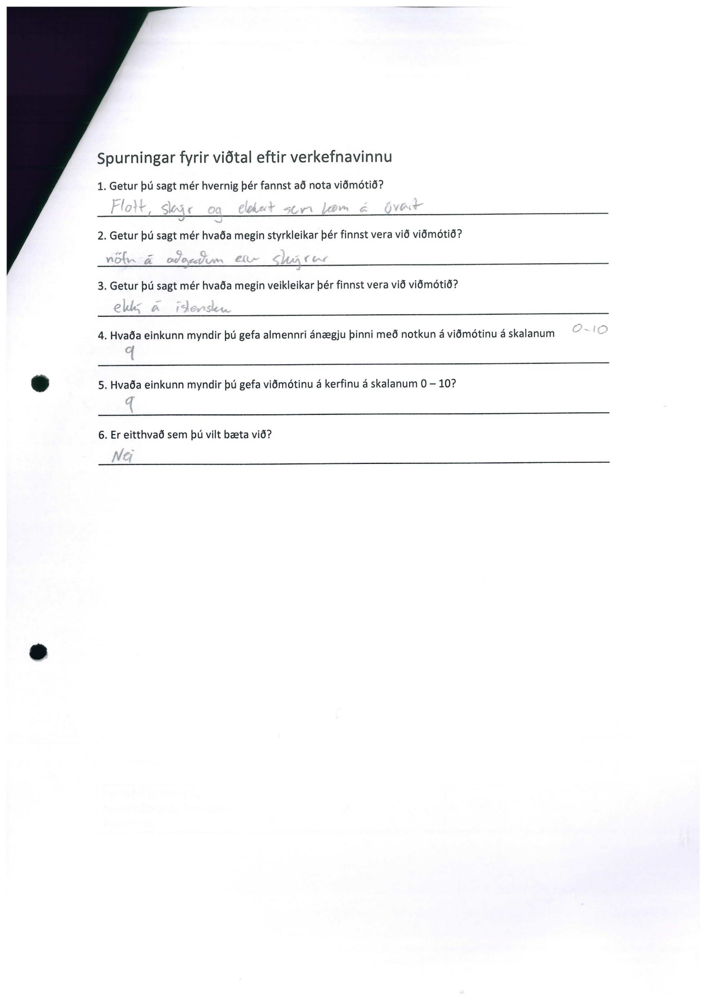 Spurningar fyrir viðtal eftir verkefnavinnu
1. Getur þú sagt mér hvernig þér fannst að nota viðmótið?
Flott, skýr og ekkert sem kom á óvart
2. Getur þú sagt mér hvaða megin styrkleikar þér finnst vera við viðmótið?
nöfn á aðgerðum eru skýrar
3. Getur þú sagt mér hvaða megin veikleikar þér finnst vera við viðmótið?
ekki á íslensku
4. Hvaða einkunn myndir þú gefa almennri ánægju þinni með notkun á viðmótinu á skalanum 0-10
9
5. Hvaða einkunn myndir þú gefa viðmótinu á kerfinu á skalanum 0 – 10?
9
6. Er eitthvað sem þú vilt bæta við?
Nei